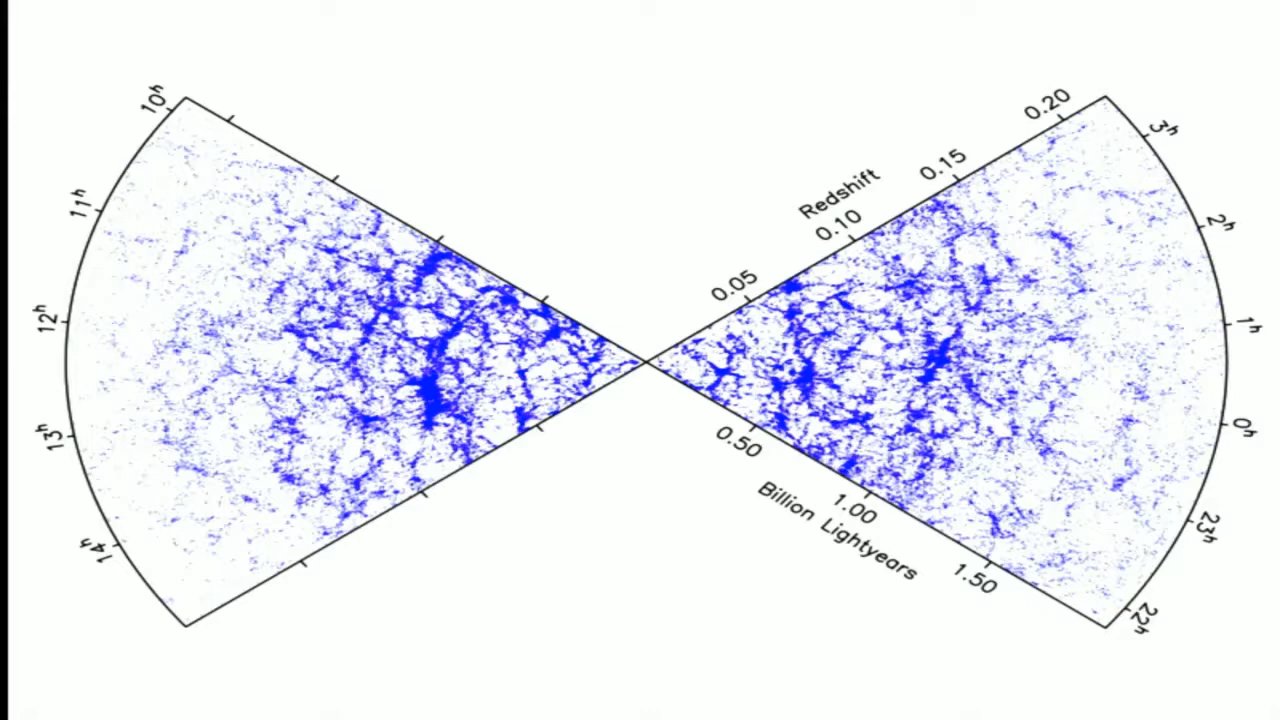 10ʰ
11ʰ
12ʰ
13ʰ
14ʰ
Redshift
0.05
0.10
0.15
0.20
3ʰ
2ʰ
1ʰ
0ʰ
23ʰ
22ʰ
0.50
1.00
1.50
Billion Lightyears